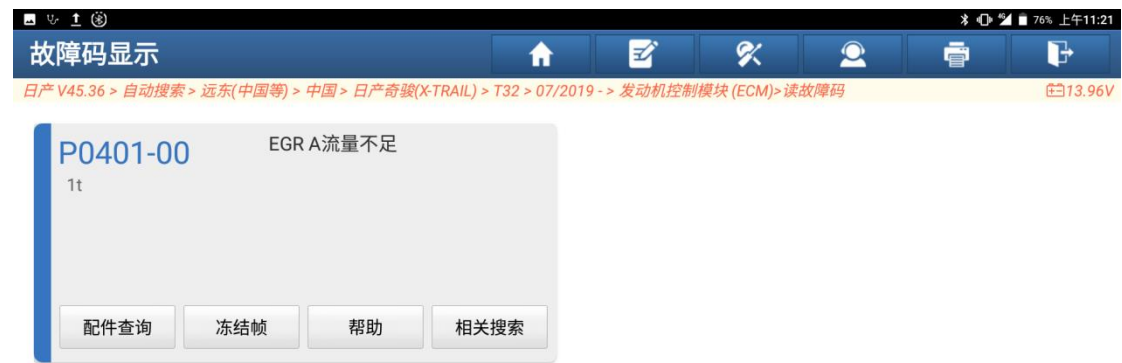 76% 上午11:21
故障码显示
日产 V45.36 > 自动搜索 > 远东(中国等) > 中国 > 日产奇骏(X-TRAIL) > T32 > 07/2019 - > 发动机控制模块 (ECM)>读故障码 13.96V
P0401-00 EGR A流量不足
1t
配件查询 冻结帧 帮助 相关搜索